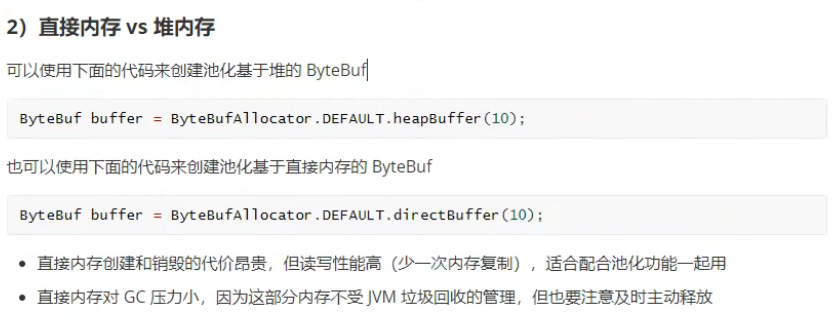 2）直接内存 vs 堆内存
可以使用下面的代码来创建池化基于堆的 ByteBuf
ByteBuf buffer = ByteBufAllocator.DEFAULT.heapBuffer(10);
也可以使用下面的代码来创建池化基于直接内存的 ByteBuf
ByteBuf buffer = ByteBufAllocator.DEFAULT.directBuffer(10);
• 直接内存创建和销毁的代价昂贵，但读写性能高（少一次内存复制），适合配合池化功能一起用
• 直接内存对 GC 压力小，因为这部分内存不受 JVM 垃圾回收的管理，但也要注意及时主动释放